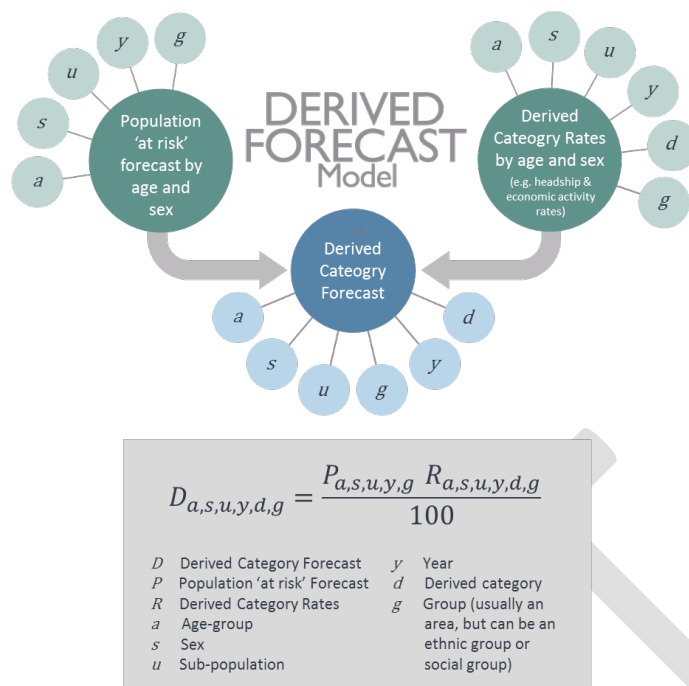 y
g
u
s
a
Population
‘at risk’
forecast by
age and
sex
DERIVED
FORECAST
Model
a
s
u
y
d
g
Derived
Cateogry Rates
by age and sex
(e.g. headship &
economic activity
rates)
Derived
Cateogry
Forecast
a
s
u
g
y
d
D_{a,s,u,y,d,g} = \frac{P_{a,s,u,y,g} R_{a,s,u,y,d,g}}{100}
D Derived Category Forecast
P Population ‘at risk’ Forecast
R Derived Category Rates
a Age-group
s Sex
u Sub-population
y Year
d Derived category
g Group (usually an
area, but can be an
ethnic group or
social group)